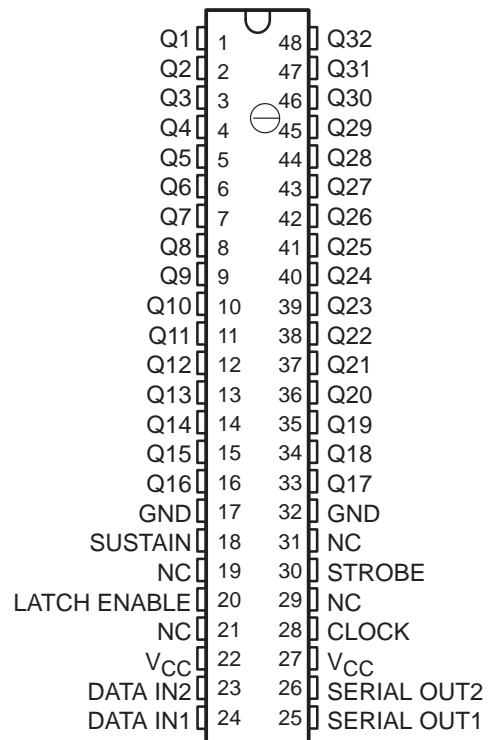 Q1 1 48 Q32
Q2 2 47 Q31
Q3 3 46 Q30
Q4 4 45 Q29
Q5 5 44 Q28
Q6 6 43 Q27
Q7 7 42 Q26
Q8 8 41 Q25
Q9 9 40 Q24
Q10 10 39 Q23
Q11 11 38 Q22
Q12 12 37 Q21
Q13 13 36 Q20
Q14 14 35 Q19
Q15 15 34 Q18
Q16 16 33 Q17
GND 17 32 GND
SUSTAIN 18 31 NC
NC 19 30 STROBE
LATCH ENABLE 20 29 NC
NC 21 28 CLOCK
VCC 22 27 VCC
DATA IN2 23 26 SERIAL OUT2
DATA IN1 24 25 SERIAL OUT1